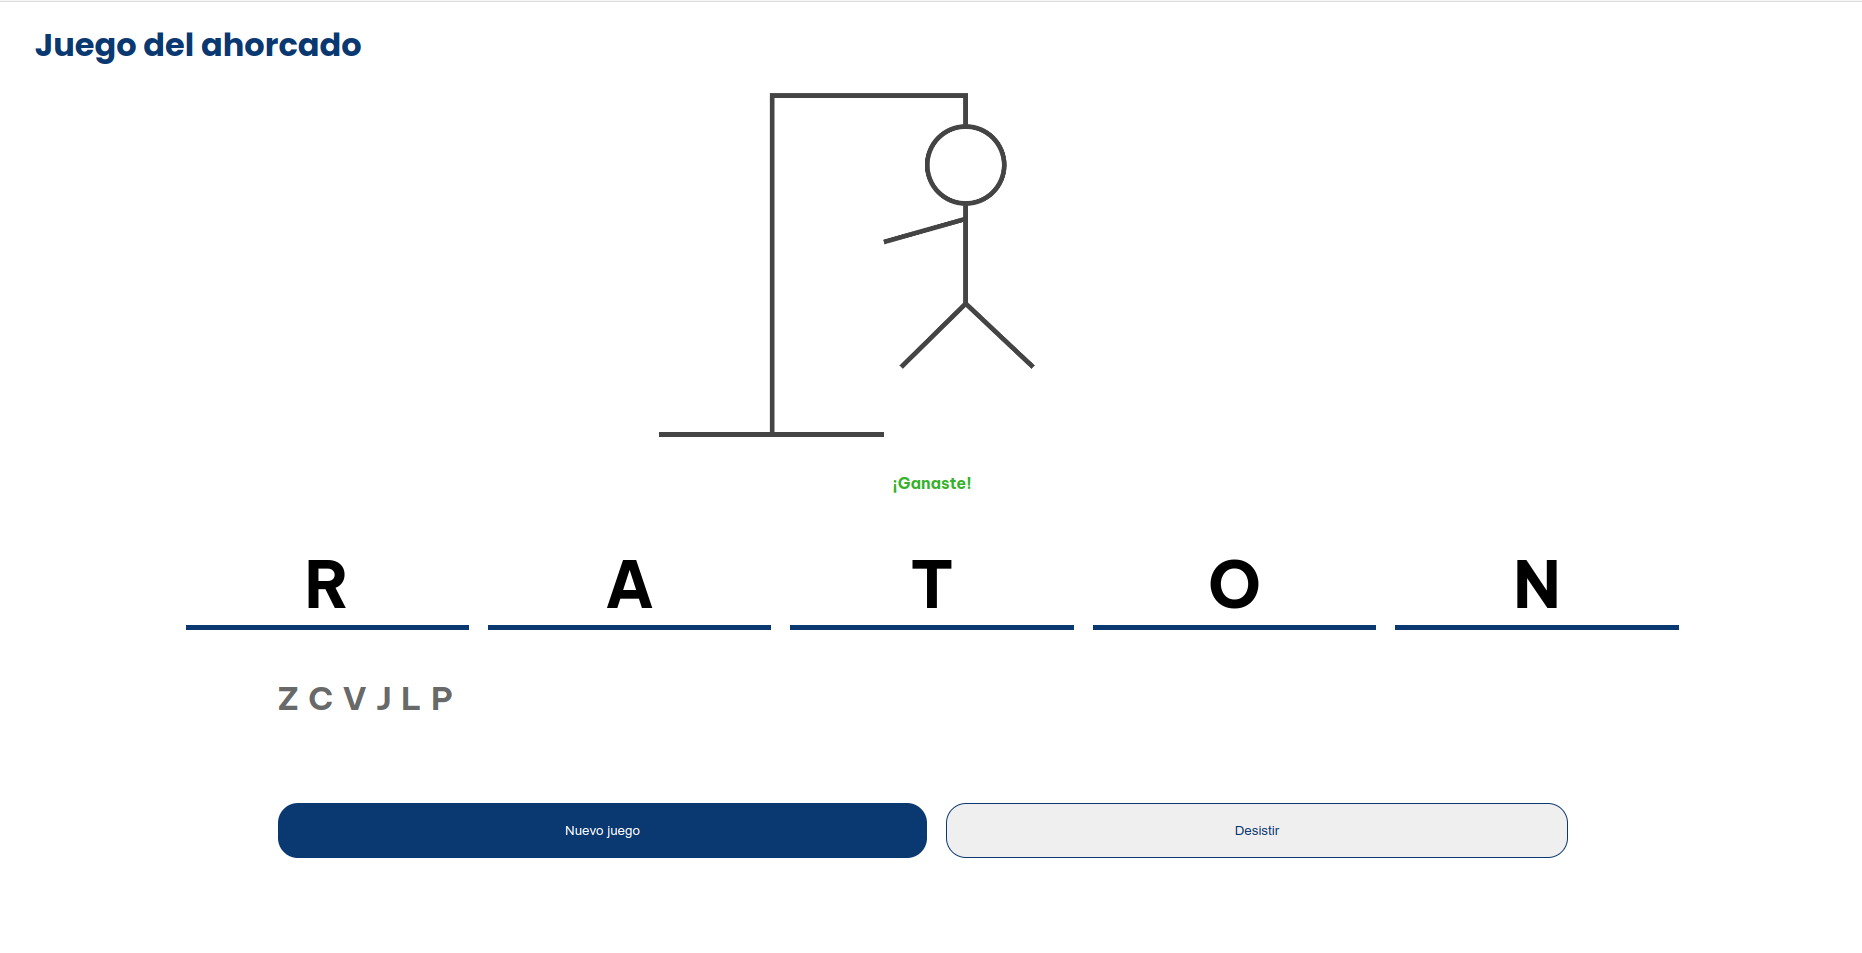 Juego del ahorcado
¡Ganaste!
R A T O N
Z C V J L P
Nuevo juego
Desistir